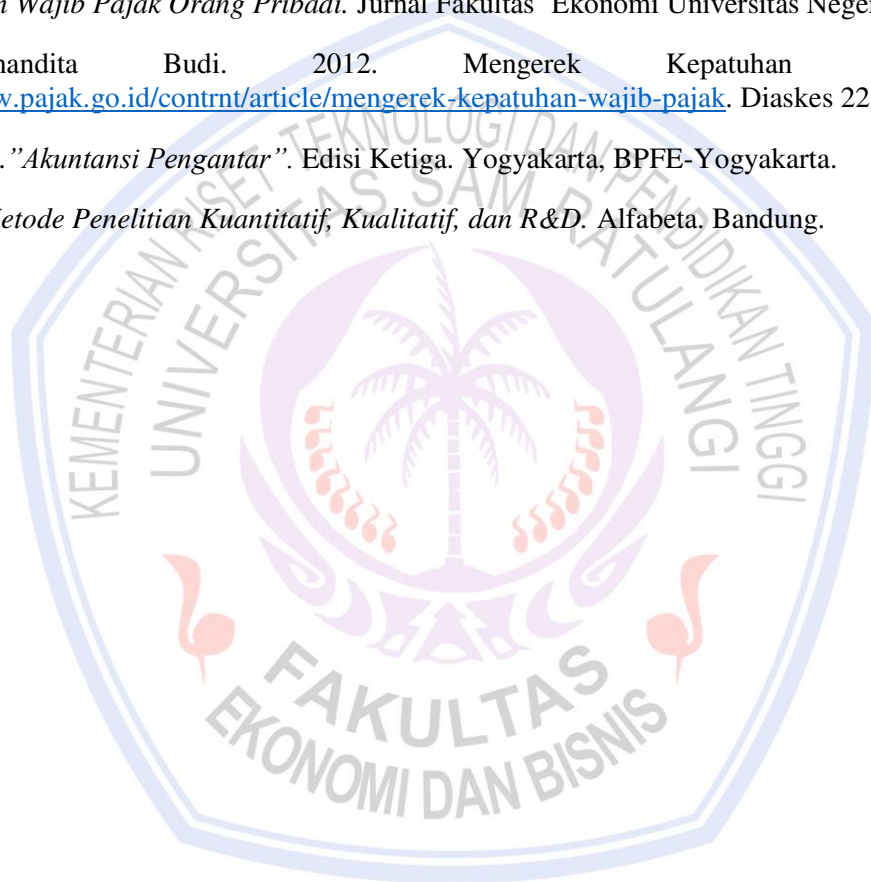 Wajib Pajak Orang Pribadi. Jurnal Fakultas Ekonomi Universitas Neger
andita Budi. 2012. Mengerek Kepatuhan
w.pajak.go.id/contrnt/article/mengerek-kepatuhan-wajib-pajak. Diaskes 22
."Akuntansi Pengantar". Edisi Ketiga. Yogyakarta, BPFE-Yogyakarta.
etode Penelitian Kuantitatif, Kualitatif, dan R&D. Alfabeta. Bandung.
KEMENTERIAN RISET TEKNOLOGI DAN PENDIDIKAN TINGGI
UNIVERSITAS SAM RATULANGI
FAKULTAS
EKONOMI DAN BISNIS